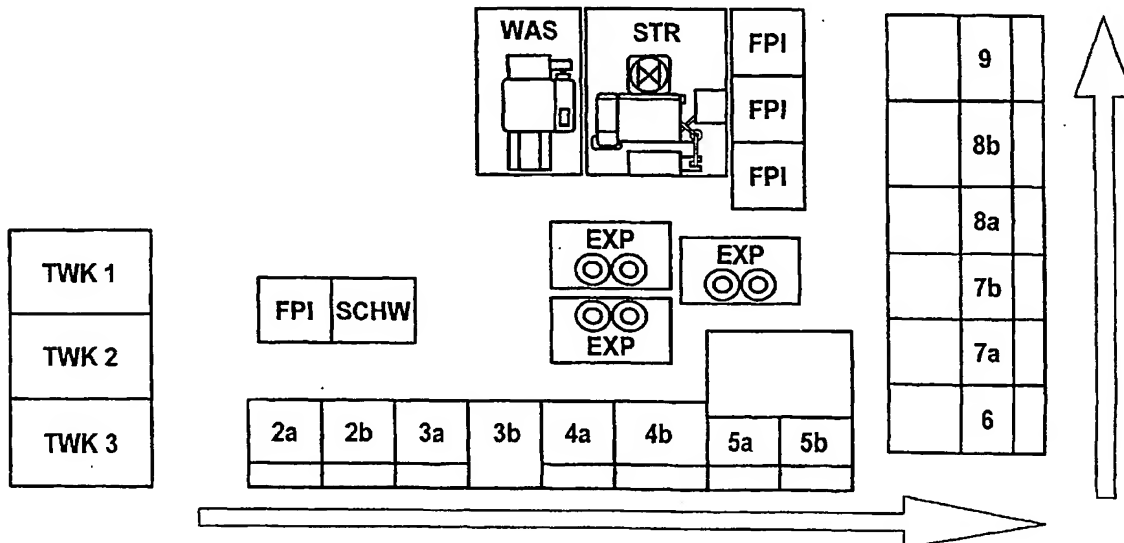 WAS
STR
FPI
FPI
FPI
9
8b
8a
7b
7a
6
EXP
EXP
EXP
TWK 1
TWK 2
TWK 3
FPI SCHW
2a 2b 3a 3b 4a 4b 5a 5b